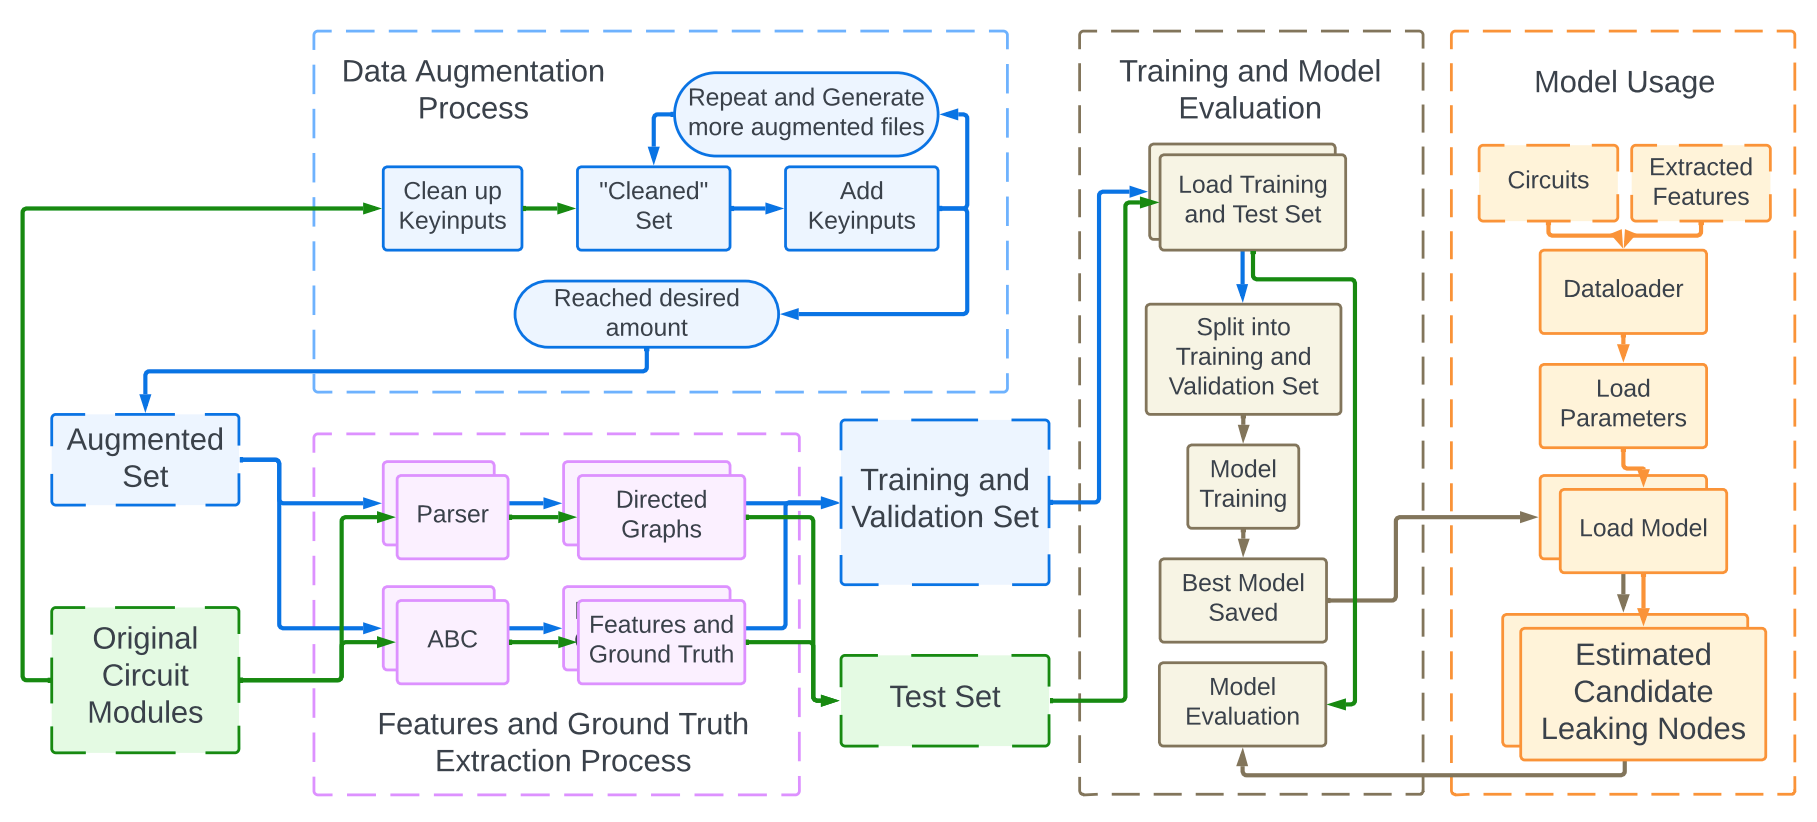 Data Augmentation
Process
Repeat and Generate
more augmented files
Clean up
Keyinputs
"Cleaned"
Set
Add
Keyinputs
Reached desired
amount
Augmented
Set
Original
Circuit
Modules
Parser
Directed
Graphs
ABC
Features and
Ground Truth
Features and Ground Truth
Extraction Process
Training and
Validation Set
Test Set
Training and Model
Evaluation
Load Training
and Test Set
Split into
Training and
Validation Set
Model
Training
Best Model
Saved
Model
Evaluation
Model Usage
Circuits
Extracted
Features
Dataloader
Load
Parameters
Load Model
Estimated
Candidate
Leaking Nodes